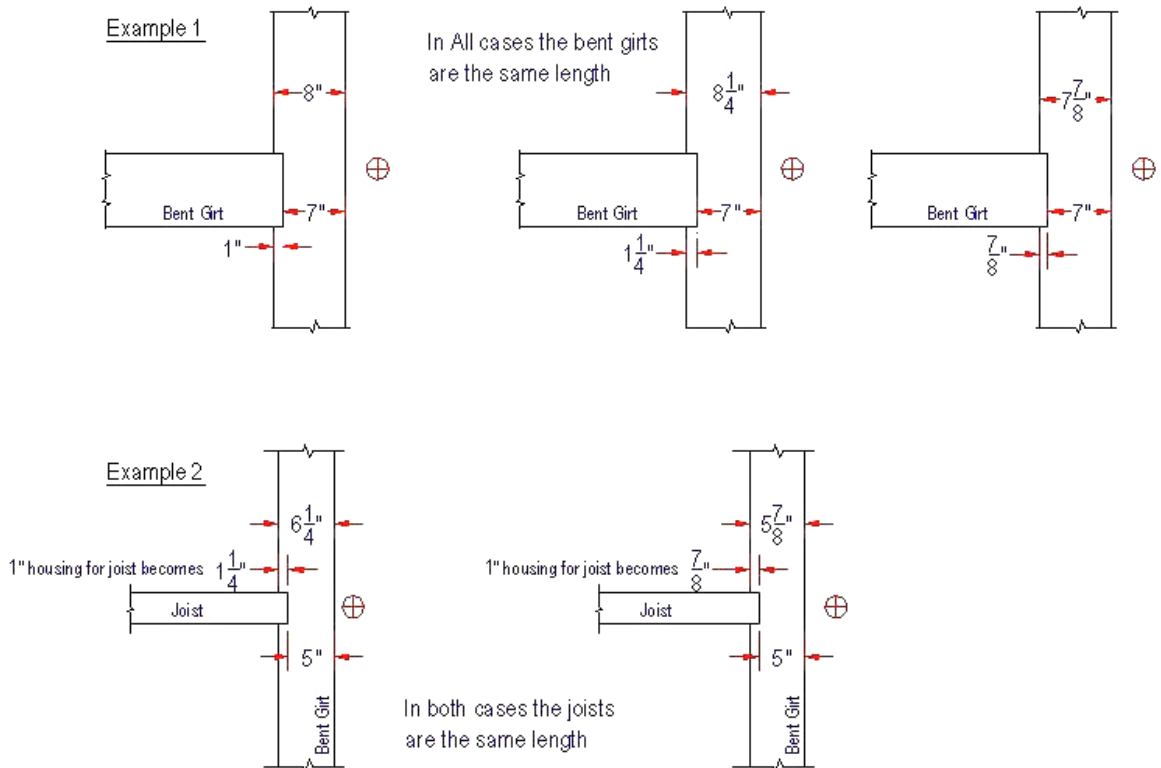 Example 1
In All cases the bent girts
are the same length
8"
8 1/4"
7 7/8"
Bent Girt
7"
1"
Bent Girt
7"
1 1/4"
Bent Girt
7"
7/8"
Example 2
6 1/4"
1" housing for joist becomes 1 1/4"
Joist
5"
Bent Girt
5 7/8"
1" housing for joist becomes 7/8"
Joist
5"
Bent Girt
In both cases the joists
are the same length